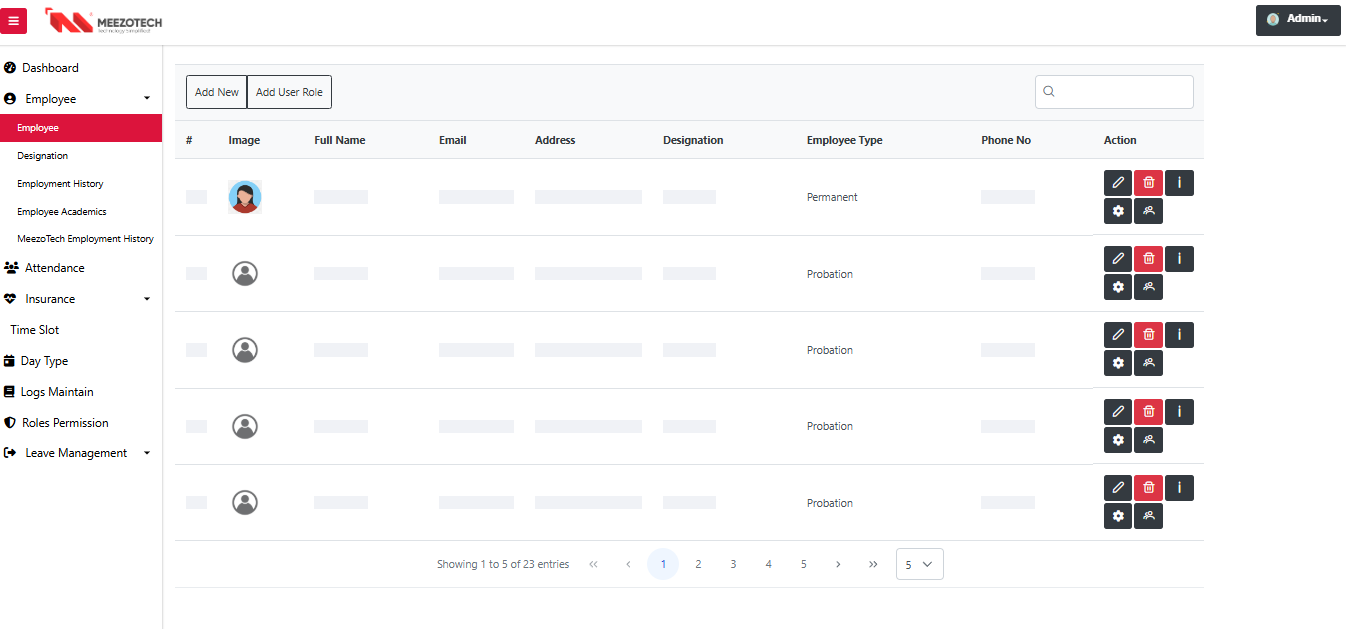 MEEZOTECH
Technology Simplified!
Admin
Dashboard
Employee
Employee
Designation
Employment History
Employee Academics
MeezoTech Employment History
Attendance
Insurance
Time Slot
Day Type
Logs Maintain
Roles Permission
Leave Management
Add New Add User Role
# Image Full Name Email Address Designation Employee Type Phone No Action
Permanent
Probation
Probation
Probation
Probation
Showing 1 to 5 of 23 entries « ‹ 1 2 3 4 5 › » 5